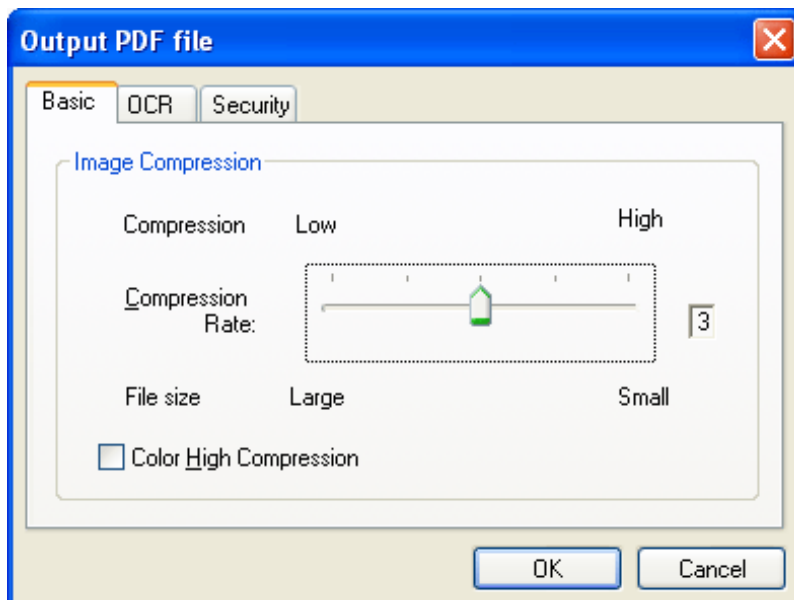 Output PDF file
Basic OCR Security
Image Compression
Compression Low High
Compression
Rate:
3
File size Large Small
Color High Compression
OK Cancel